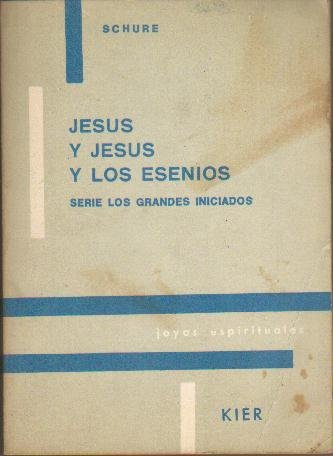 SCHURE
JESUS
Y JESUS
Y LOS ESENIOS
SERIE LOS GRANDES INICIADOS
joyas espirituales
KIER